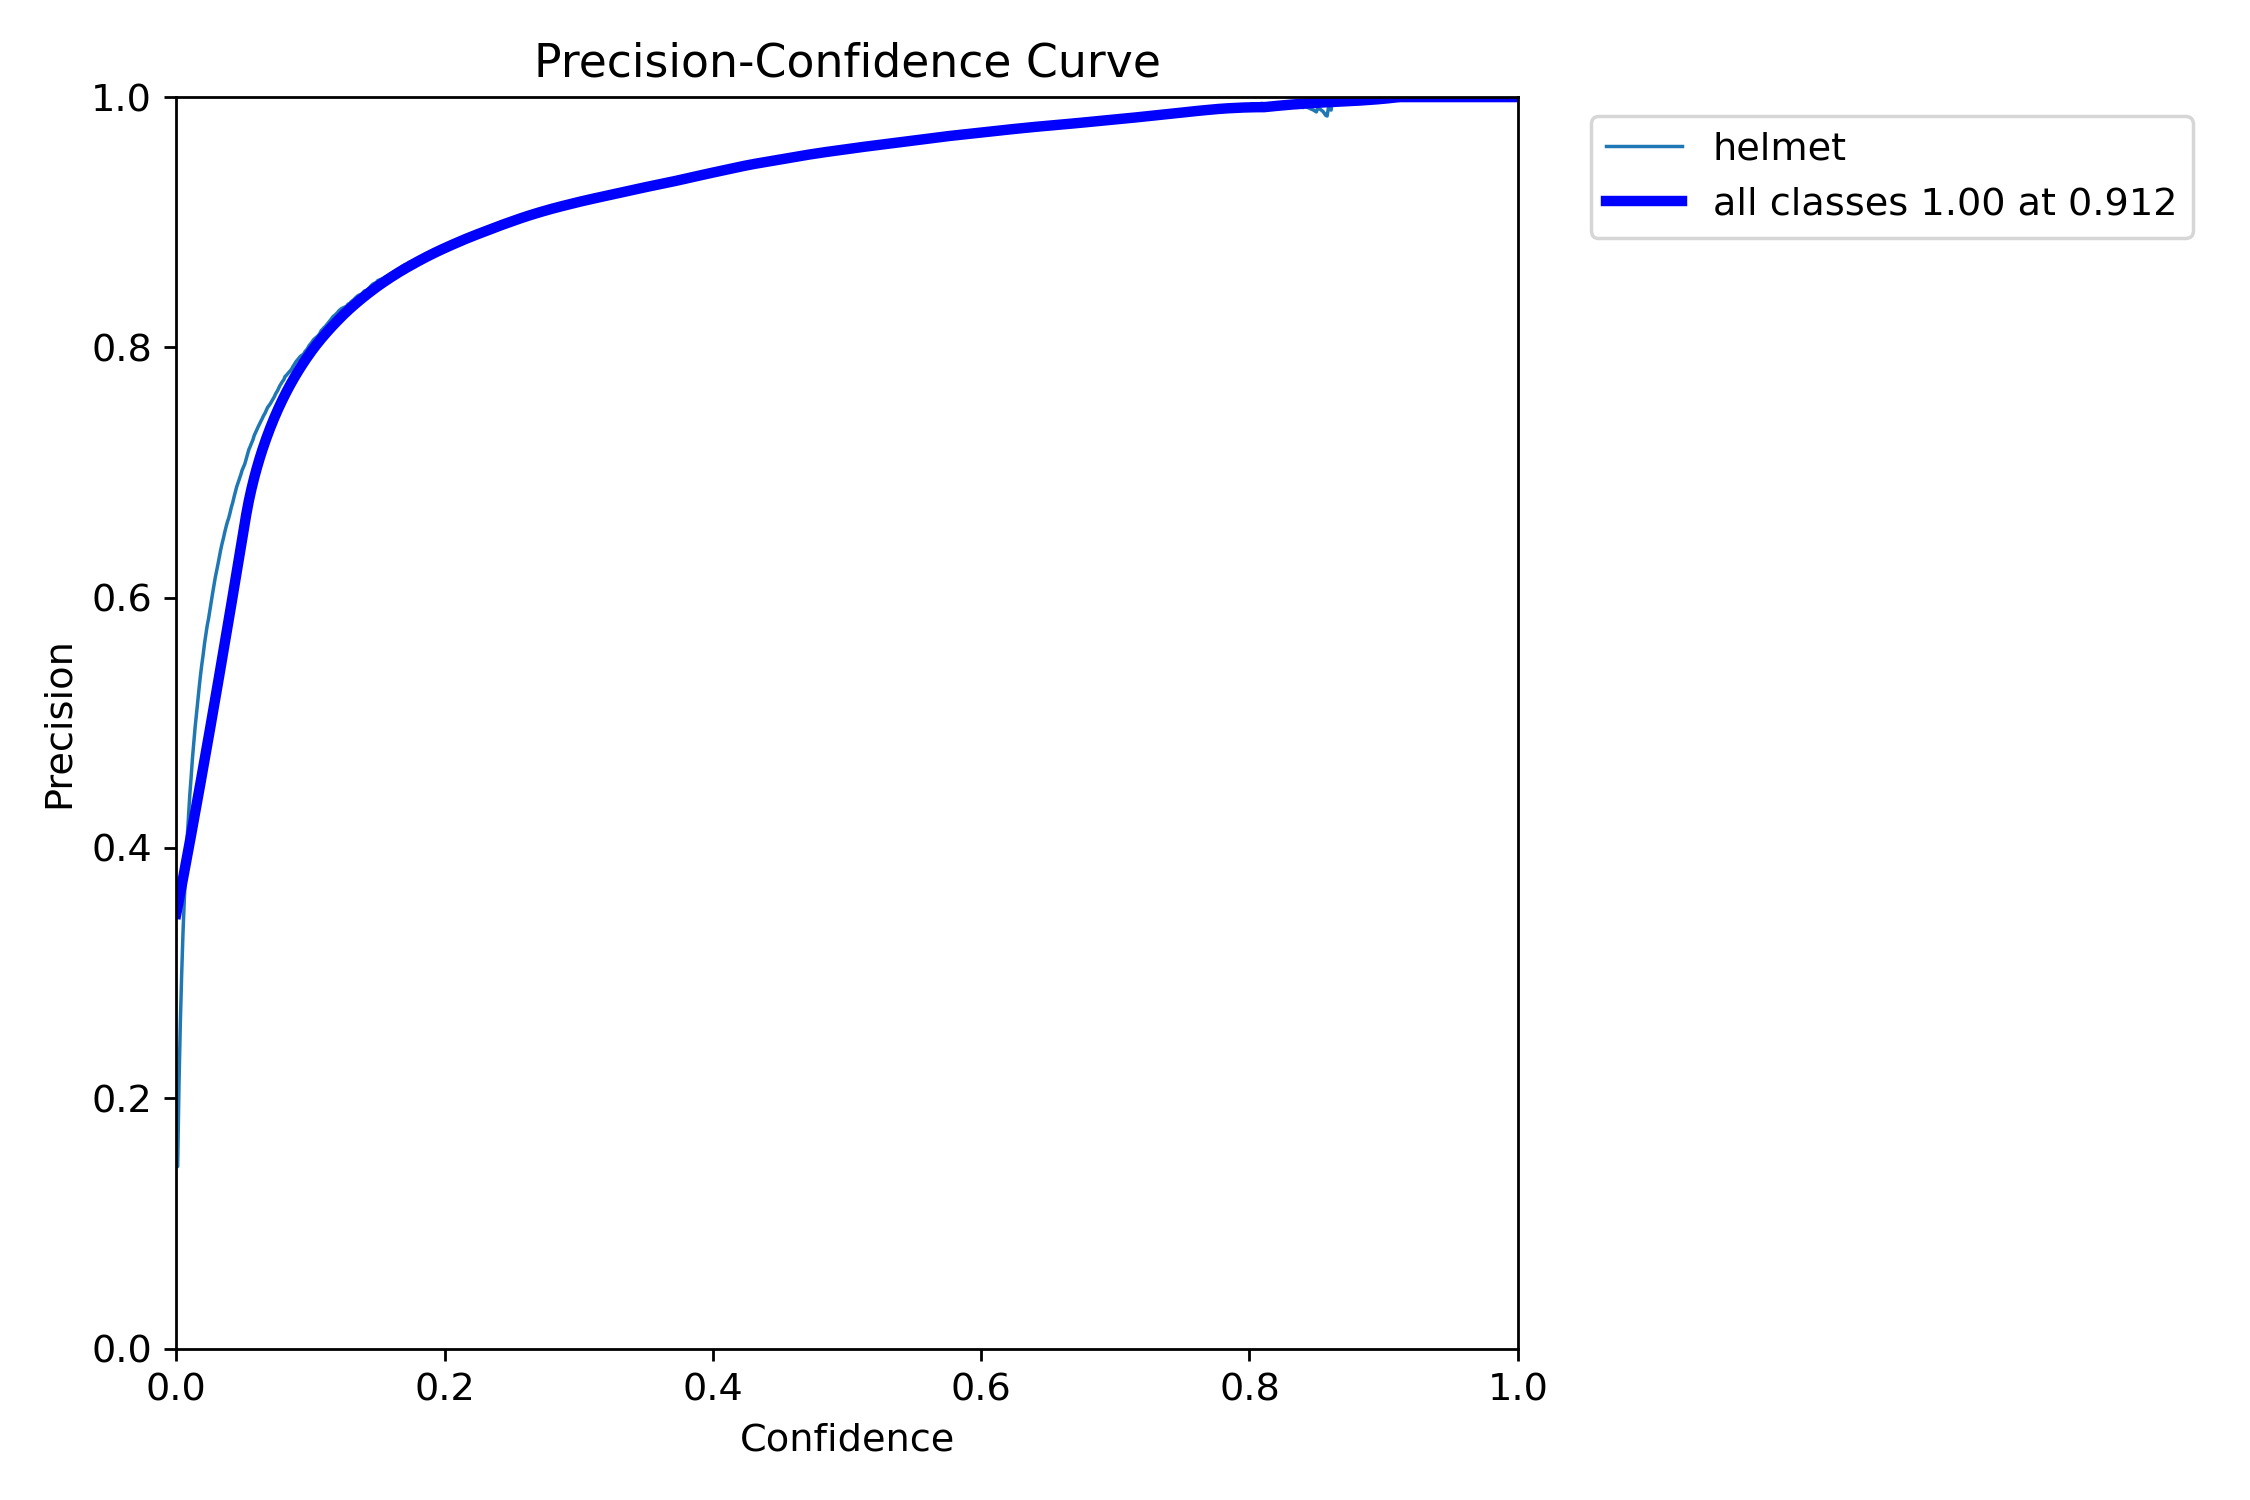 Precision-Confidence Curve
1.0
0.8
0.6
0.4
0.2
0.0
Precision
0.0 0.2 0.4 0.6 0.8 1.0
Confidence
helmet
all classes 1.00 at 0.912